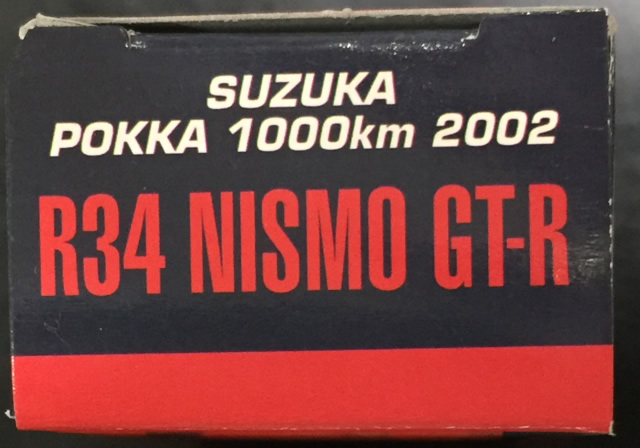 SUZUKA
POKKA 1000km 2002
R34 NISMO GT-R